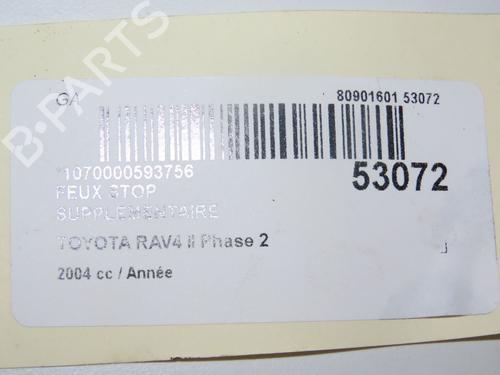 B-PARTS
GA
80901601 53072
*1070000593756
53072
FEUX STOP
SUPPLEMENTAIRE
TOYOTA RAV4 II Phase 2
2004 cc / Année